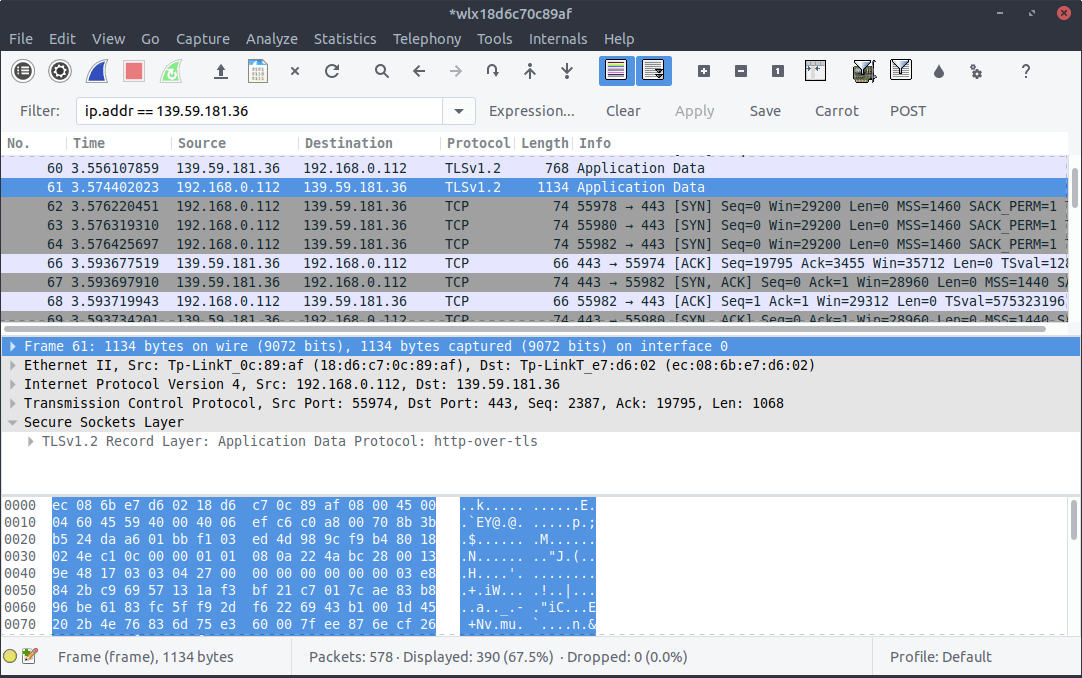 *wlx18d6c70c89af
File Edit View Go Capture Analyze Statistics Telephony Tools Internals Help
Filter: ip.addr == 139.59.181.36 Expression... Clear Apply Save Carrot POST
No. Time Source Destination Protocol Length Info
60 3.556107859 139.59.181.36 192.168.0.112 TLSv1.2 768 Application Data
61 3.574402023 192.168.0.112 139.59.181.36 TLSv1.2 1134 Application Data
62 3.576220451 192.168.0.112 139.59.181.36 TCP 74 55978 → 443 [SYN] Seq=0 Win=29200 Len=0 MSS=1460 SACK_PERM=1
63 3.576319310 192.168.0.112 139.59.181.36 TCP 74 55980 → 443 [SYN] Seq=0 Win=29200 Len=0 MSS=1460 SACK_PERM=1
64 3.576425697 192.168.0.112 139.59.181.36 TCP 74 55982 → 443 [SYN] Seq=0 Win=29200 Len=0 MSS=1460 SACK_PERM=1
66 3.593677519 139.59.181.36 192.168.0.112 TCP 66 443 → 55974 [ACK] Seq=19795 Ack=3455 Win=35712 Len=0 TSval=128
67 3.593697910 139.59.181.36 192.168.0.112 TCP 74 443 → 55982 [SYN, ACK] Seq=0 Ack=1 Win=28960 Len=0 MSS=1440 SA
68 3.593719943 192.168.0.112 139.59.181.36 TCP 66 55982 → 443 [ACK] Seq=1 Ack=1 Win=29312 Len=0 TSval=575323196
69 3.593734201 139.59.181.36 192.168.0.112 TCP 74 443 → 55980 [SYN, ACK] Seq=0 Ack=1 Win=28960 Len=0 MSS=1440 S
Frame 61: 1134 bytes on wire (9072 bits), 1134 bytes captured (9072 bits) on interface 0
Ethernet II, Src: Tp-LinkT_0c:89:af (18:d6:c7:0c:89:af), Dst: Tp-LinkT_e7:d6:02 (ec:08:6b:e7:d6:02)
Internet Protocol Version 4, Src: 192.168.0.112, Dst: 139.59.181.36
Transmission Control Protocol, Src Port: 55974, Dst Port: 443, Seq: 2387, Ack: 19795, Len: 1068
Secure Sockets Layer
TLSv1.2 Record Layer: Application Data Protocol: http-over-tls
0000 ec 08 6b e7 d6 02 18 d6 c7 0c 89 af 08 00 45 00 ..k..... ......E.
0010 04 60 45 59 40 00 40 06 ef c6 c0 a8 00 70 8b 3b .`EY@.@. .....p.;
0020 b5 24 da a6 01 bb f1 03 ed 4d 98 9c f9 b4 80 18 .$...... .M......
0030 02 4e c1 0c 00 00 01 01 08 0a 22 4a bc 28 00 13 .N...... .."J.(..
0040 9e 48 17 03 03 04 27 00 00 00 00 00 00 00 03 e8 .H....'. ........
0050 84 2b c9 69 57 13 1a f3 bf 21 c7 01 7c ae 83 b8 .+.iW... .!..|...
0060 96 be 61 83 fc 5f f9 2d f6 22 69 43 b1 00 1d 45 ..a.._.- ."iC...E
0070 20 2b 4e 76 83 6d 75 e3 60 00 7f ee 87 6e cf 26 +Nv.mu. `....n.&
Frame (frame), 1134 bytes Packets: 578 · Displayed: 390 (67.5%) · Dropped: 0 (0.0%) Profile: Default